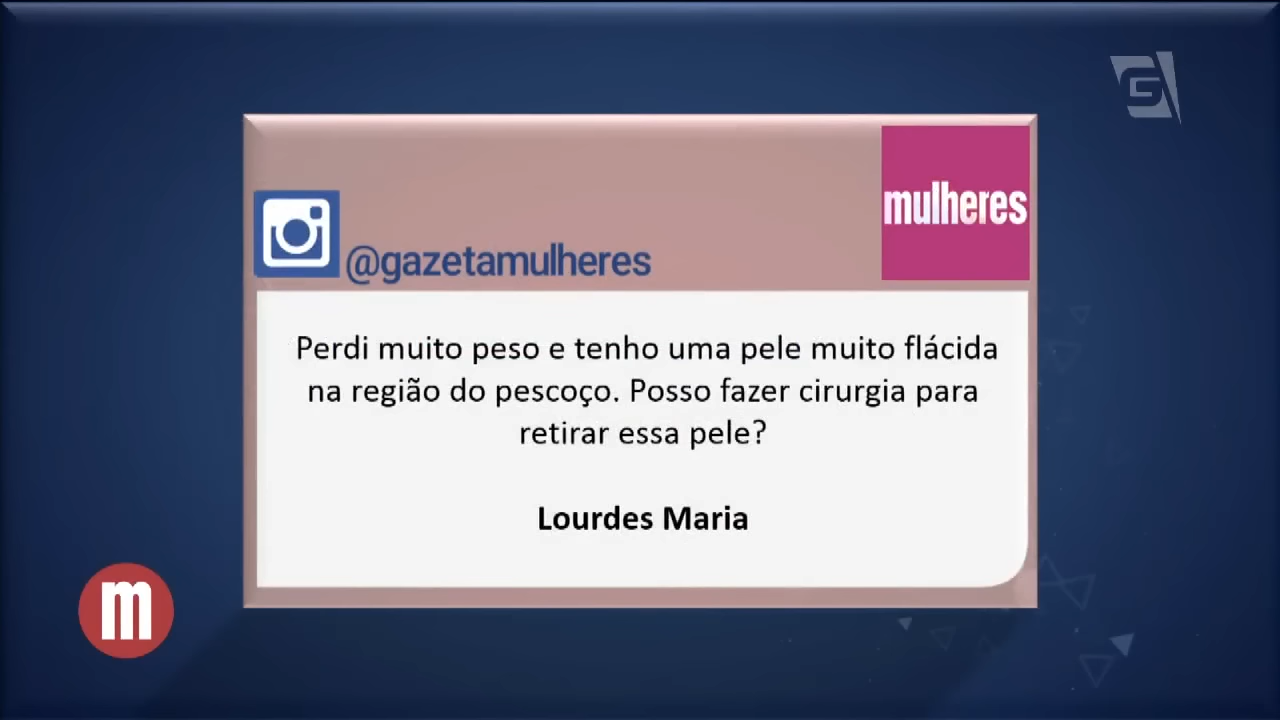 mulheres
@gazetamulheres
Perdi muito peso e tenho uma pele muito flácida
na região do pescoço. Posso fazer cirurgia para
retirar essa pele?
Lourdes Maria
m
G